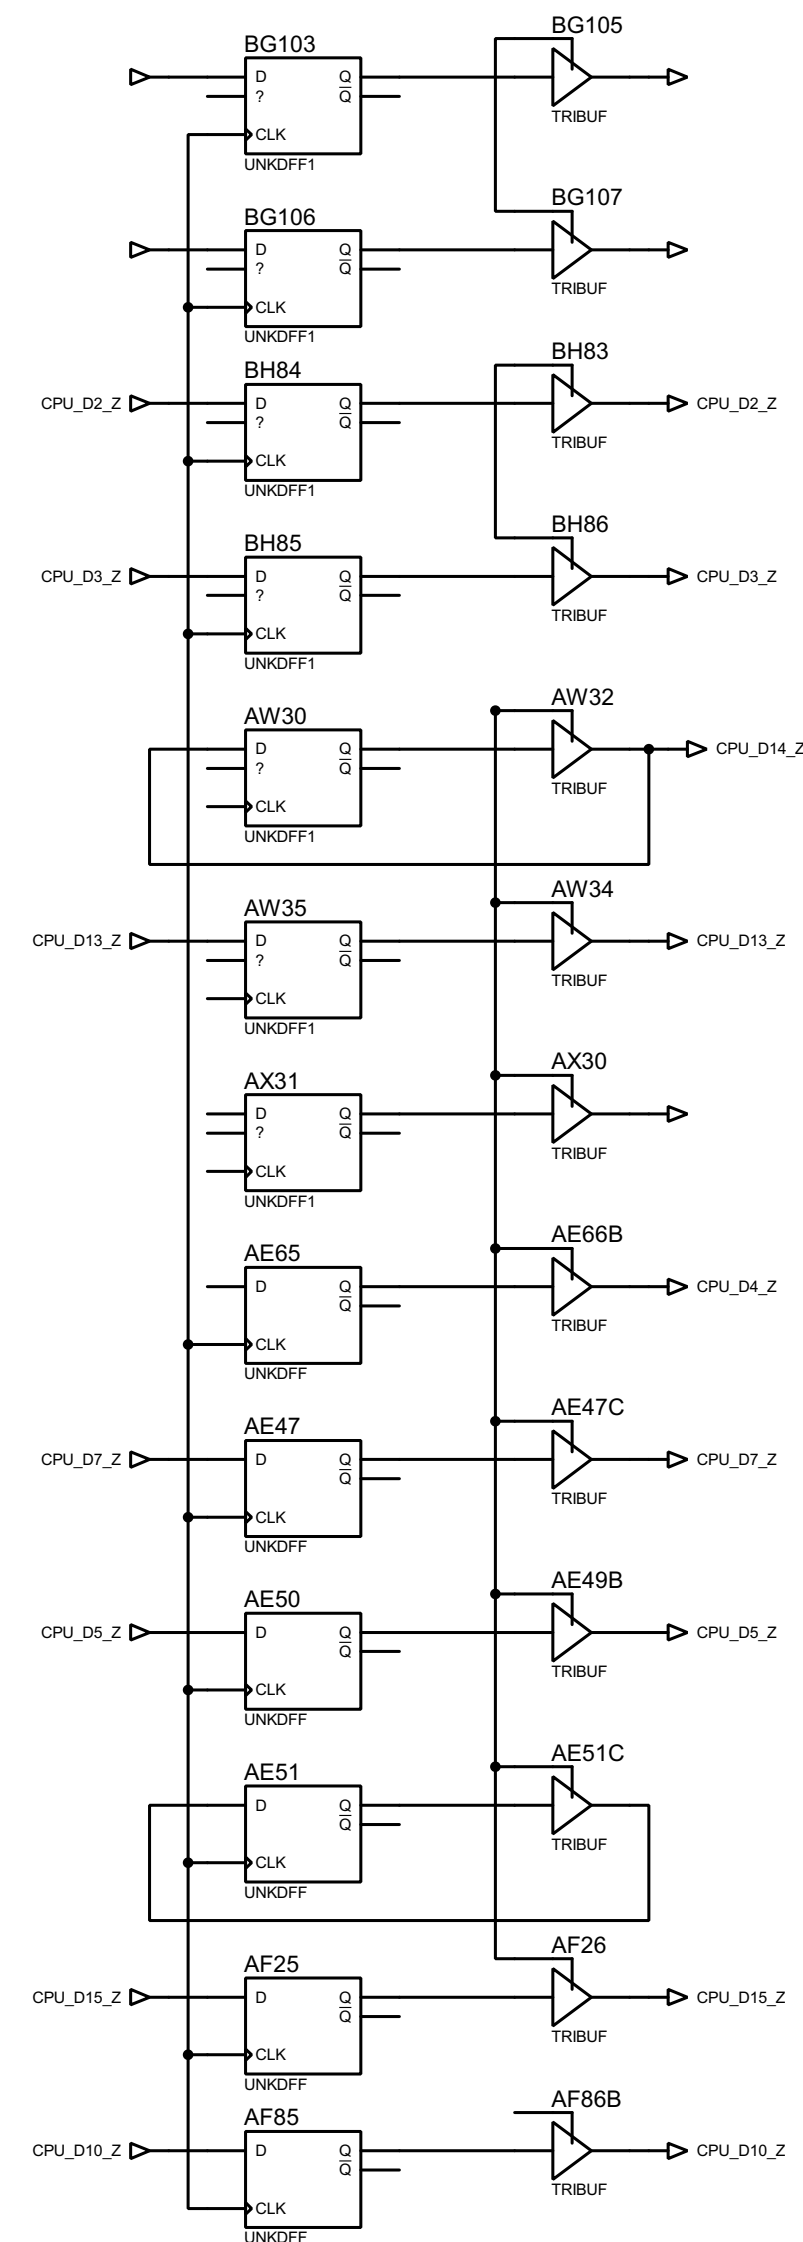 BG103
D
Q
?
Q
CLK
UNKDFF1
BG105
TRIBUF
BG106
D
Q
?
Q
CLK
UNKDFF1
BG107
TRIBUF
CPU_D2_Z
BH84
D
Q
?
Q
CLK
UNKDFF1
BH83
TRIBUF
CPU_D2_Z
CPU_D3_Z
BH85
D
Q
?
Q
CLK
UNKDFF1
BH86
TRIBUF
CPU_D3_Z
AW30
D
Q
?
Q
CLK
UNKDFF1
AW32
TRIBUF
CPU_D14_Z
CPU_D13_Z
AW35
D
Q
?
Q
CLK
UNKDFF1
AW34
TRIBUF
CPU_D13_Z
AX31
D
Q
?
Q
CLK
UNKDFF1
AX30
TRIBUF
AE65
D
Q
Q
CLK
UNKDFF
AE66B
TRIBUF
CPU_D4_Z
CPU_D7_Z
AE47
D
Q
Q
CLK
UNKDFF
AE47C
TRIBUF
CPU_D7_Z
CPU_D5_Z
AE50
D
Q
Q
CLK
UNKDFF
AE49B
TRIBUF
CPU_D5_Z
AE51
D
Q
Q
CLK
UNKDFF
AE51C
TRIBUF
CPU_D15_Z
AF25
D
Q
Q
CLK
UNKDFF
AF26
TRIBUF
CPU_D15_Z
CPU_D10_Z
AF85
D
Q
Q
CLK
UNKDFF
AF86B
TRIBUF
CPU_D10_Z